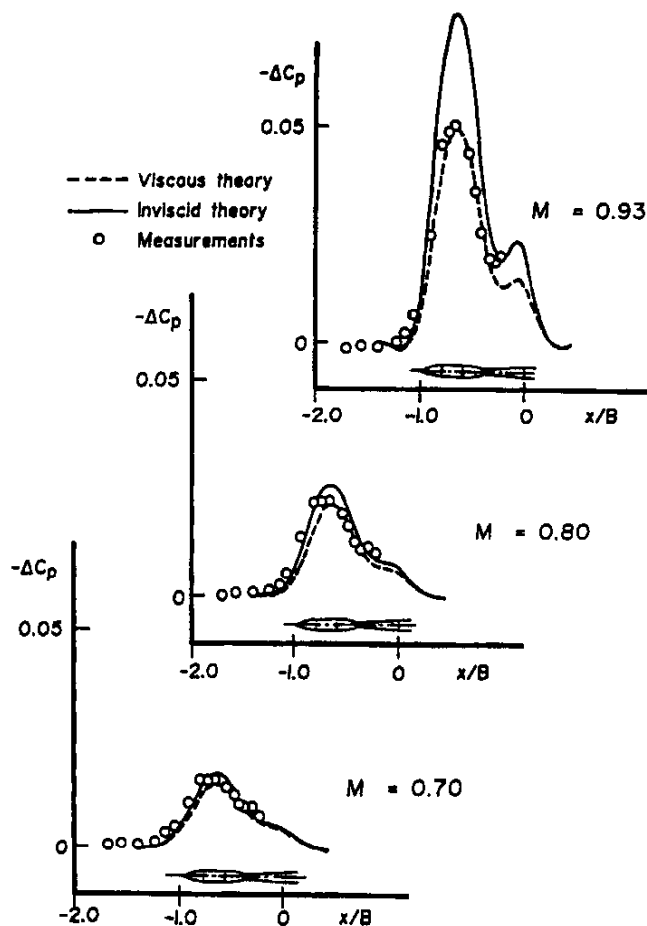 -ΔCp
0.05
Viscous theory
Inviscid theory
Measurements
M = 0.93
0
-2.0 -1.0 0 x/B
-ΔCp
0.05
M = 0.80
0
-2.0 -1.0 0 x/B
-ΔCp
0.05
M = 0.70
0
-2.0 -1.0 0 x/B